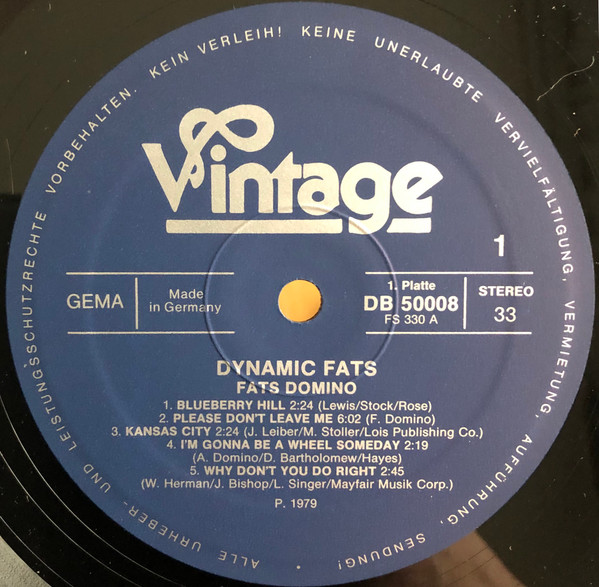 ALLE URHEBER- UND LEISTUNGSSCHUTZRECHTE VORBEHALTEN. KEIN VERLEIH! KEINE UNERLAUBTE VERVIELFÄLTIGUNG, VERMIETUNG, AUFFÜHRUNG, SENDUNG!
Vintage
1
GEMA
Made
in Germany
1. Platte
DB 50008
FS 330 A
STEREO
33
DYNAMIC FATS
FATS DOMINO
1. BLUEBERRY HILL 2:24 (Lewis/Stock/Rose)
2. PLEASE DON'T LEAVE ME 6:02 (F. Domino)
3. KANSAS CITY 2:24 (J. Leiber/M. Stoller/Lois Publishing Co.)
4. I'M GONNA BE A WHEEL SOMEDAY 2:19
(A. Domino/D. Bartholomew/Hayes)
5. WHY DON'T YOU DO RIGHT 2:45
(W. Herman/J. Bishop/L. Singer/Mayfair Musik Corp.)
P. 1979